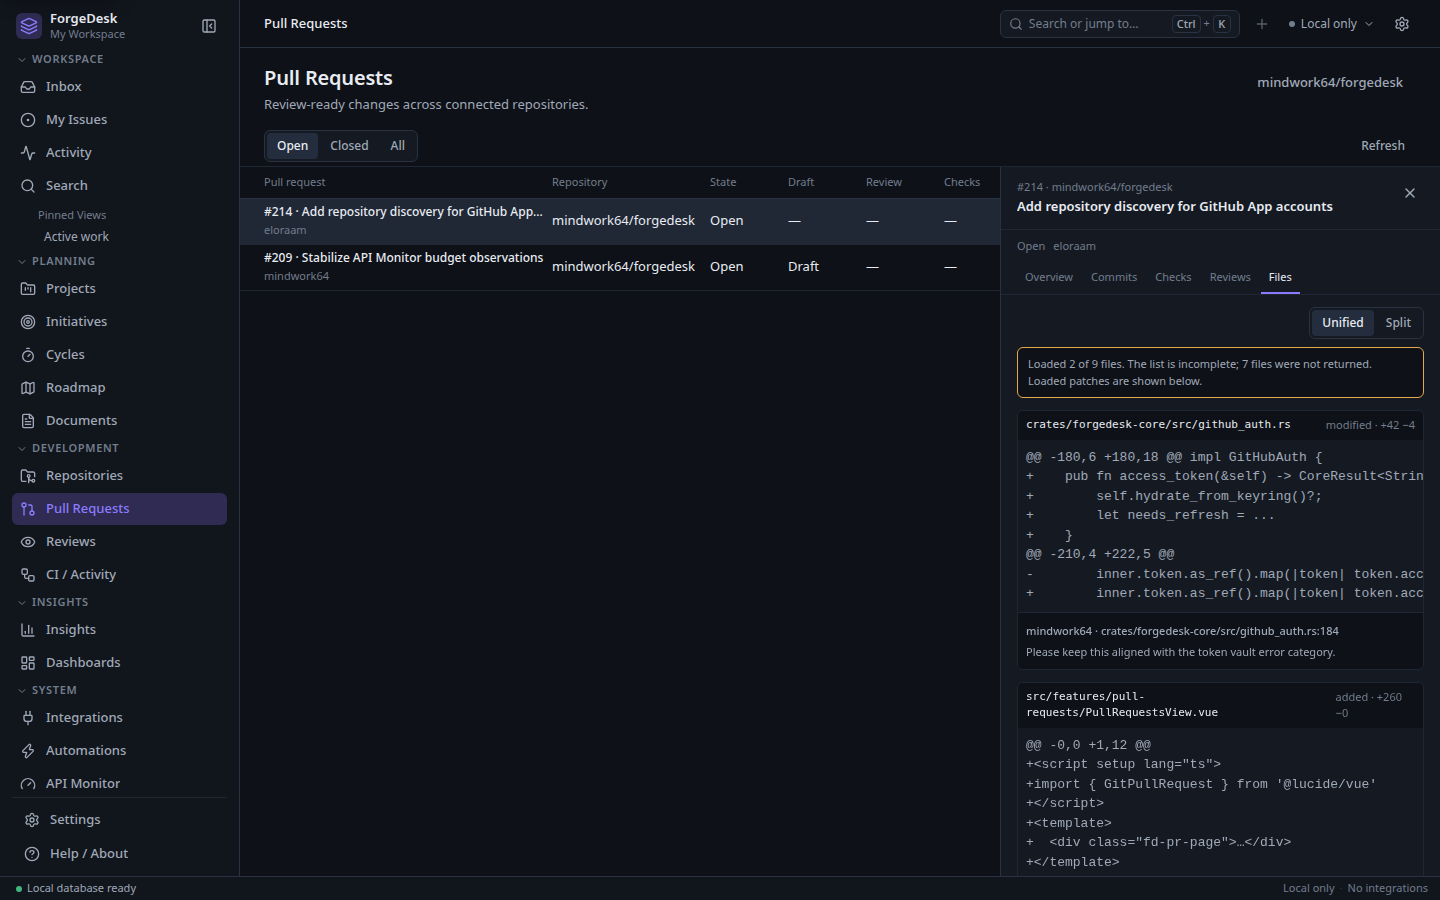 ForgeDesk
My Workspace
WORKSPACE
Inbox
My Issues
Activity
Search
Pinned Views
Active work
PLANNING
Projects
Initiatives
Cycles
Roadmap
Documents
DEVELOPMENT
Repositories
Pull Requests
Reviews
CI / Activity
INSIGHTS
Insights
Dashboards
SYSTEM
Integrations
Automations
API Monitor
Settings
Help / About
Pull Requests
Search or jump to... Ctrl + K
Local only
Pull Requests
Review-ready changes across connected repositories.
mindwork64/forgedesk
Open Closed All
Refresh
Pull request Repository State Draft Review Checks
#214 · Add repository discovery for GitHub App...
eloraam
mindwork64/forgedesk Open — — —
#209 · Stabilize API Monitor budget observations
mindwork64
mindwork64/forgedesk Open Draft — —
#214 · mindwork64/forgedesk
Add repository discovery for GitHub App accounts
Open eloraam
Overview Commits Checks Reviews Files
Unified Split
Loaded 2 of 9 files. The list is incomplete; 7 files were not returned.
Loaded patches are shown below.
crates/forgedesk-core/src/github_auth.rs modified · +42 −4
@@ -180,6 +180,18 @@ impl GitHubAuth {
+    pub fn access_token(&self) -> CoreResult<Strin
+        self.hydrate_from_keyring()?;
+        let needs_refresh = ...
+    }
@@ -210,4 +222,5 @@
-        inner.token.as_ref().map(|token| token.acc
+        inner.token.as_ref().map(|token| token.acc
mindwork64 · crates/forgedesk-core/src/github_auth.rs:184
Please keep this aligned with the token vault error category.
src/features/pull-
requests/PullRequestsView.vue
added · +260
−0
@@ -0,0 +1,12 @@
+<script setup lang="ts">
+import { GitPullRequest } from '@lucide/vue'
+</script>
+<template>
+  <div class="fd-pr-page">…</div>
+</template>
Local database ready
Local only · No integrations